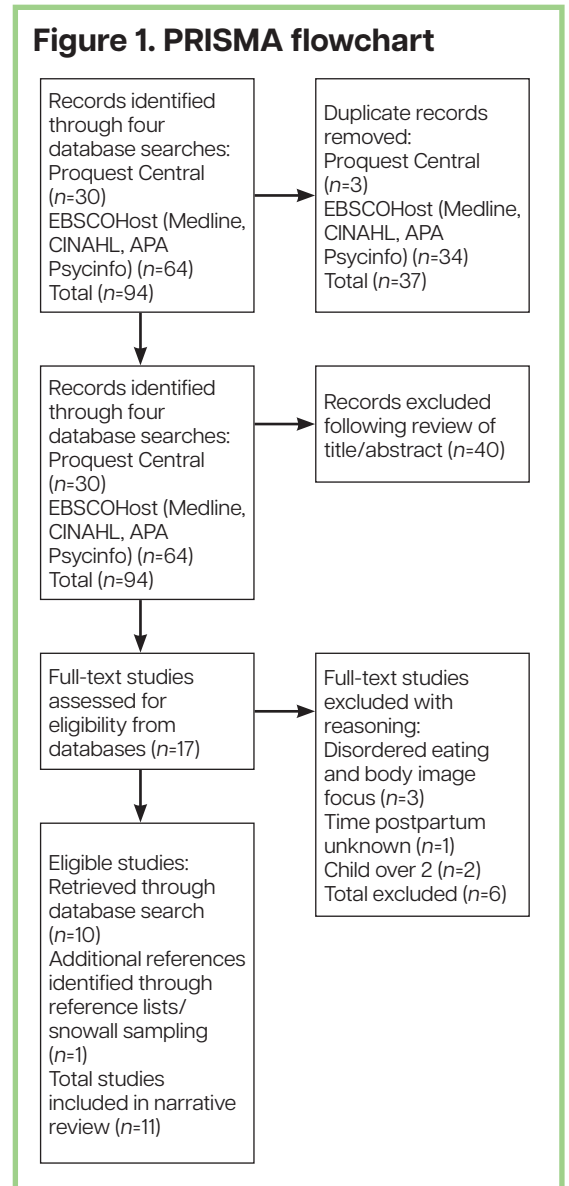 Figure 1. PRISMA flowchart
Records identified
through four
database searches:
Proquest Central
(n=30)
EBSCOHost (Medline,
CINAHL, APA
Psycinfo) (n=64)
Total (n=94)
Duplicate records
removed:
Proquest Central
(n=3)
EBSCOHost (Medline,
CINAHL, APA
Psycinfo) (n=34)
Total (n=37)
Records identified
through four
database searches:
Proquest Central
(n=30)
EBSCOHost (Medline,
CINAHL, APA
Psycinfo) (n=64)
Total (n=94)
Records excluded
following review of
title/abstract (n=40)
Full-text studies
assessed for
eligibility from
databases (n=17)
Full-text studies
excluded with
reasoning:
Disordered eating
and body image
focus (n=3)
Time postpartum
unknown (n=1)
Child over 2 (n=2)
Total excluded (n=6)
Eligible studies:
Retrieved through
database search
(n=10)
Additional references
identified through
reference lists/
snowall sampling
(n=1)
Total studies
included in narrative
review (n=11)